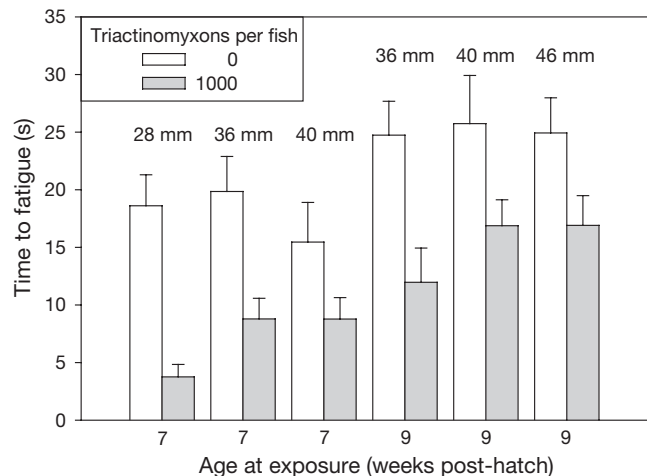 Triactinomyxons per fish
0
1000
28 mm 36 mm 40 mm 36 mm 40 mm 46 mm
35
30
25
20
15
10
5
0
Time to fatigue (s)
7 7 7 9 9 9
Age at exposure (weeks post-hatch)